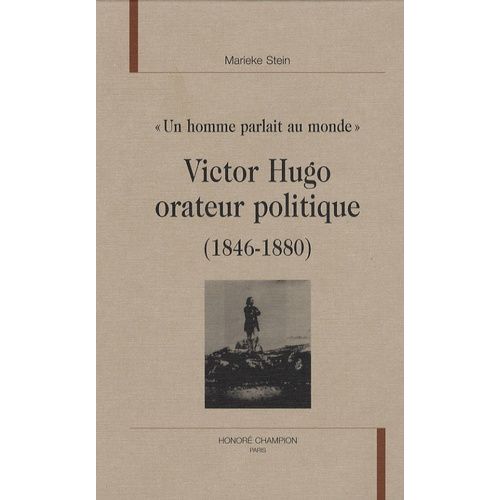 Marieke Stein
« Un homme parlait au monde »
Victor Hugo
orateur politique
(1846-1880)
HONORÉ CHAMPION
PARIS